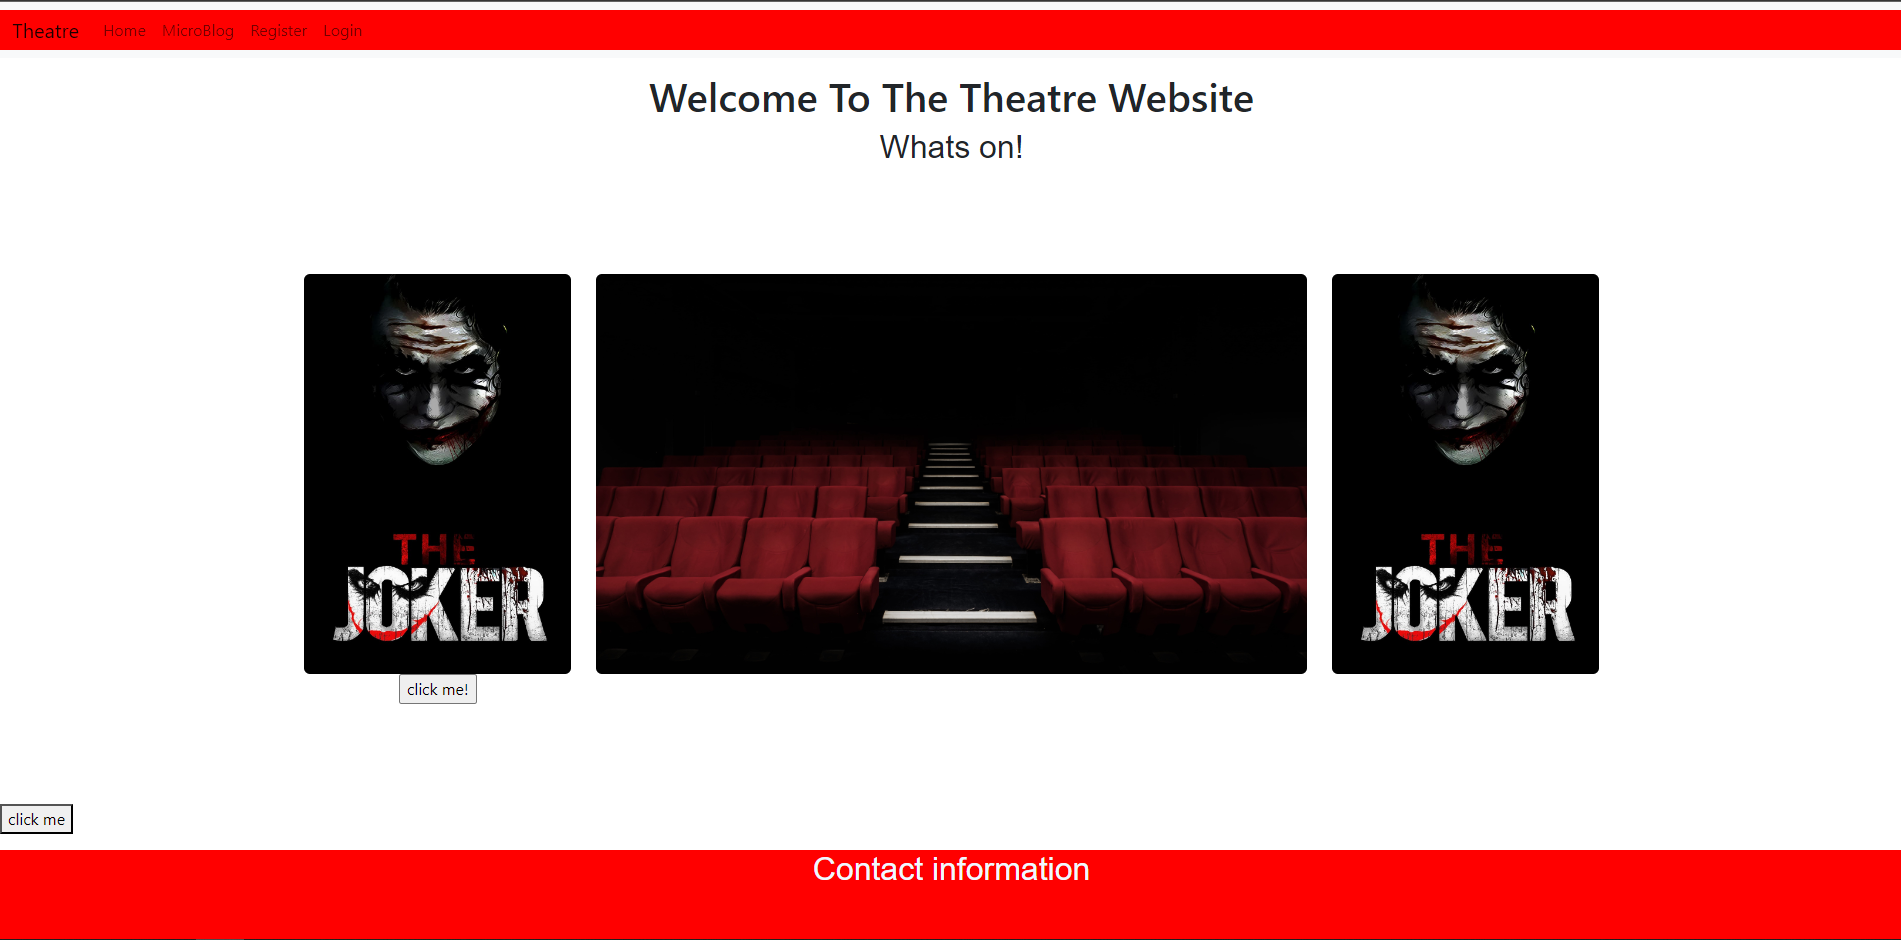 Theatre Home MicroBlog Register Login
Welcome To The Theatre Website
Whats on!
THE
JOKER
THE
JOKER
click me!
click me
Contact information